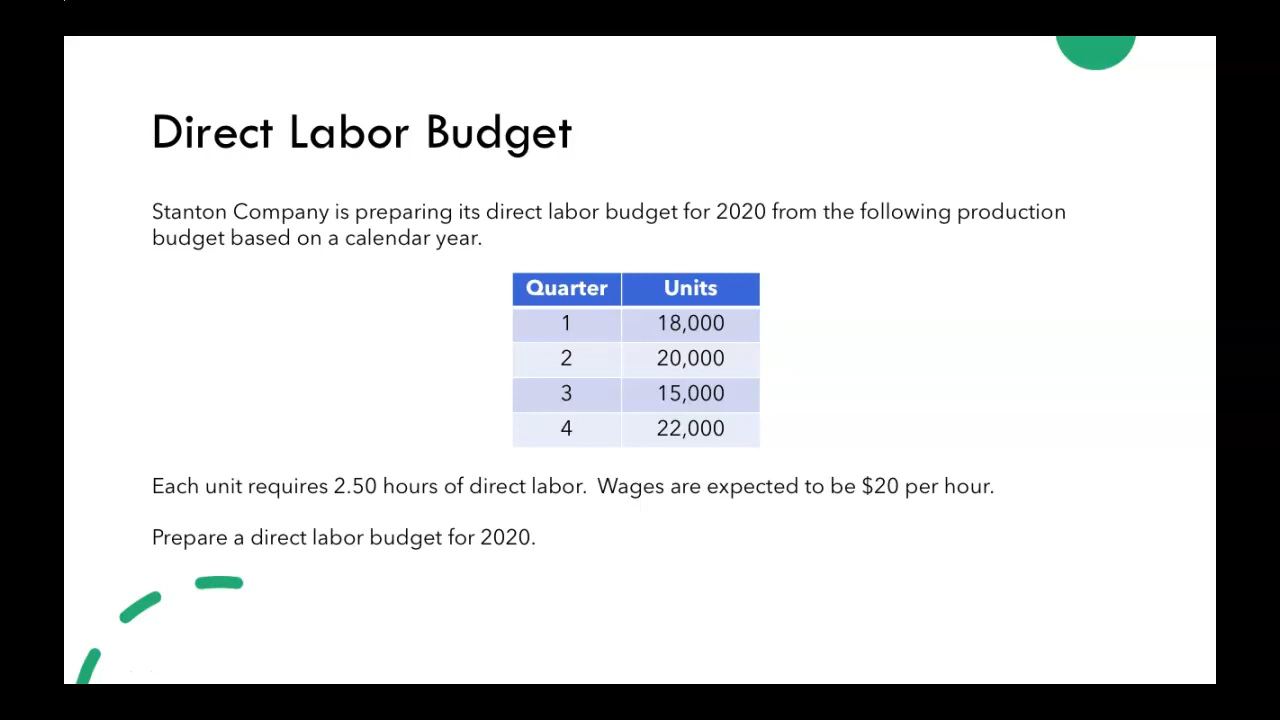 Direct Labor Budget
Stanton Company is preparing its direct labor budget for 2020 from the following production
budget based on a calendar year.
Quarter Units
1 18,000
2 20,000
3 15,000
4 22,000
Each unit requires 2.50 hours of direct labor.  Wages are expected to be $20 per hour.
Prepare a direct labor budget for 2020.